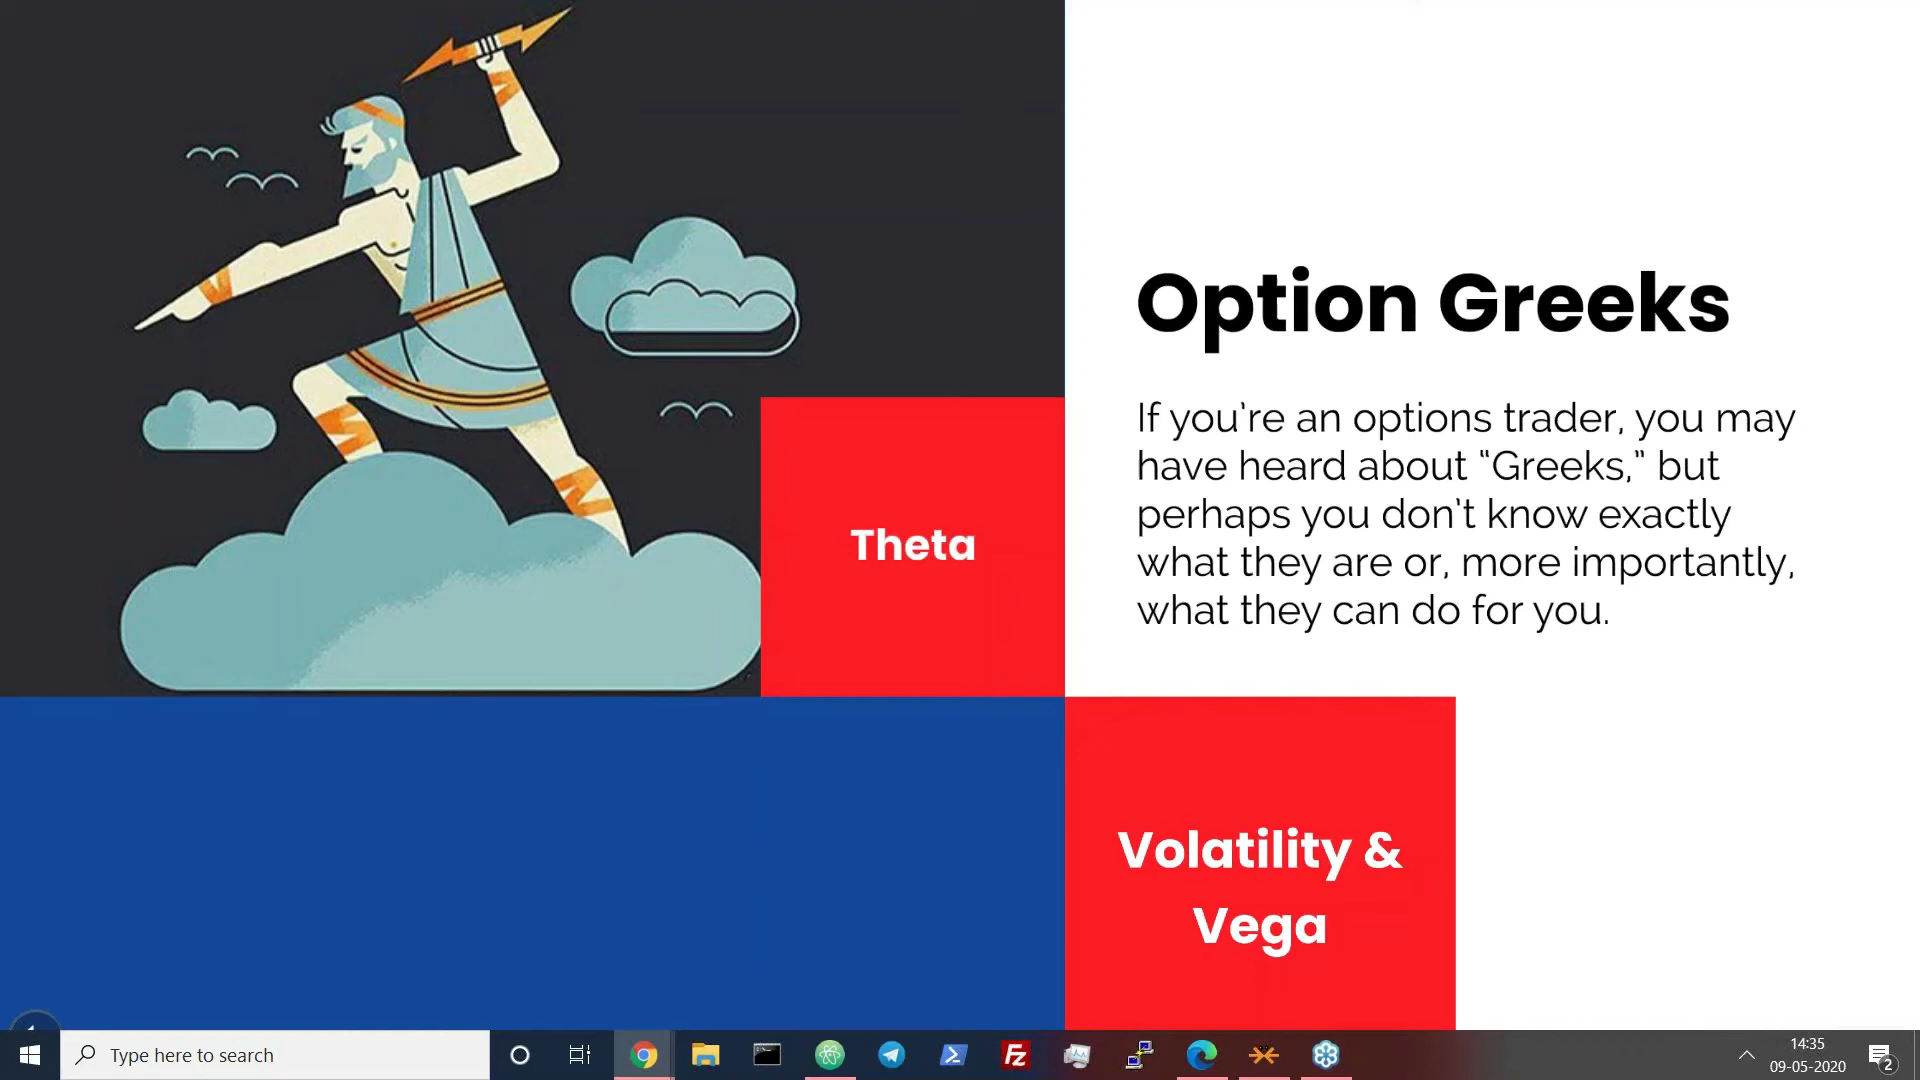 Option Greeks
If you're an options trader, you may
have heard about “Greeks,” but
perhaps you don't know exactly
what they are or, more importantly,
what they can do for you.
Theta
Volatility &
Vega
Type here to search
14:35
09-05-2020
2